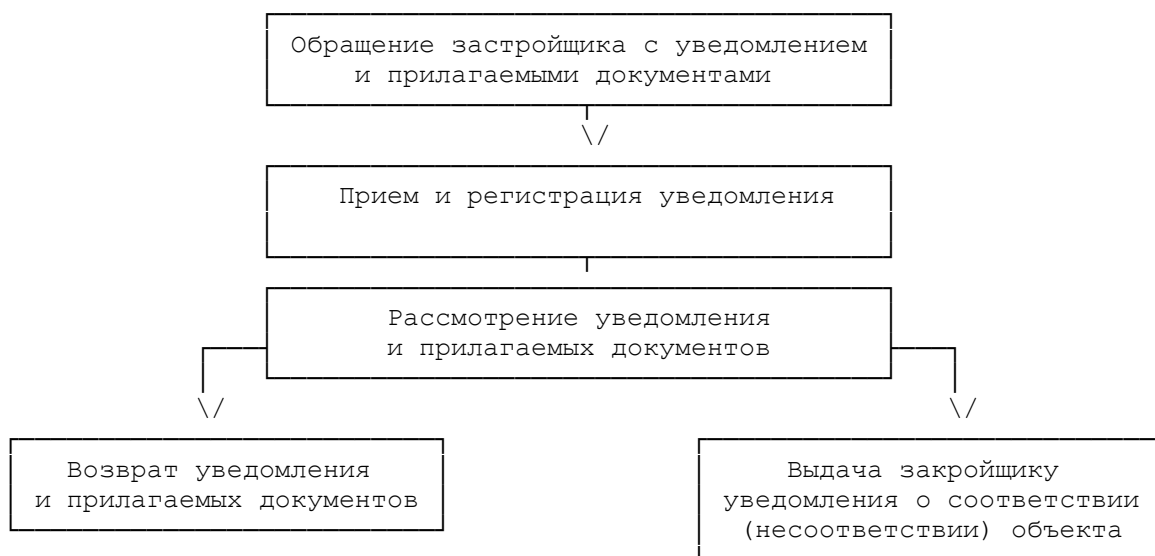 Обращение застройщика с уведомлением
и прилагаемыми документами
\/
Прием и регистрация уведомления
Рассмотрение уведомления
и прилагаемых документов
\/
\/
Возврат уведомления
и прилагаемых документов
Выдача закройщику
уведомления о соответствии
(несоответствии) объекта